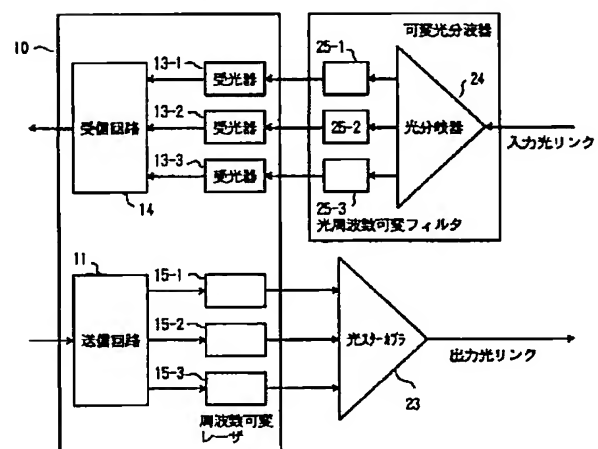 10
13-1
受光器
25-1
可変光分波器
24
受信回路
13-2
受光器
25-2
光分岐器
13-3
受光器
入力光リンク
14
25-3
光周波数可変フィルタ
11
15-1
送信回路
15-2
光スターカプラ
出力光リンク
15-3
23
周波数可変
レーザ